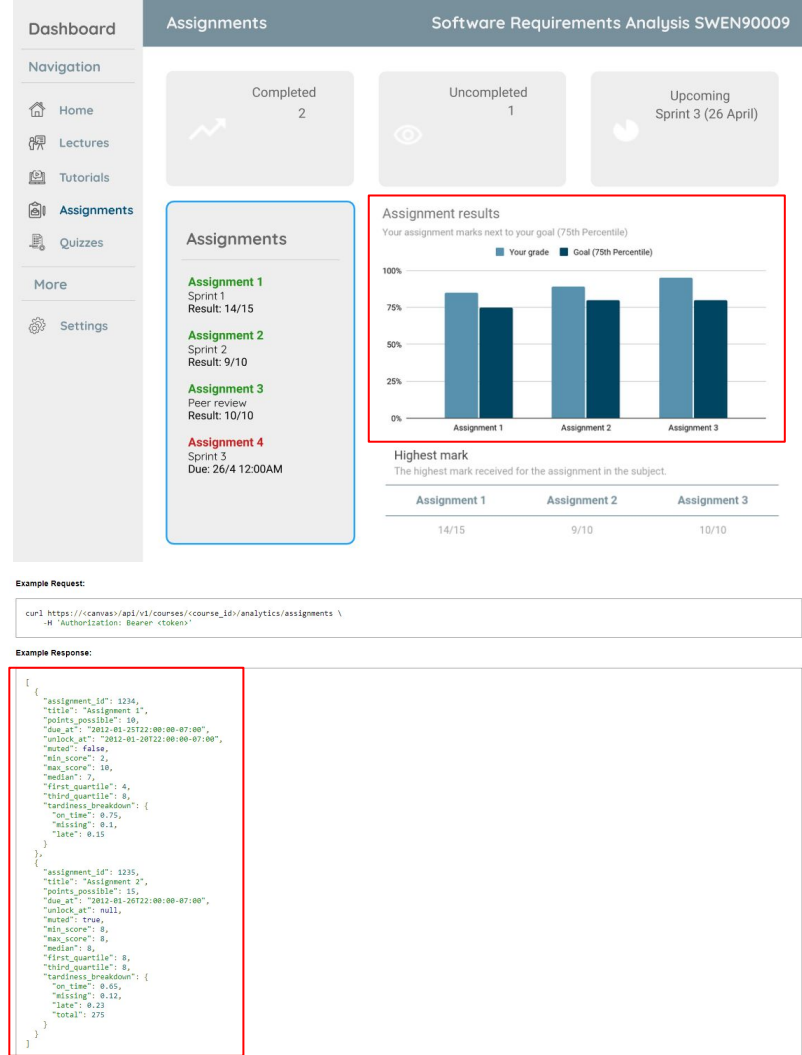 Dashboard
Assignments
Software Requirements Analysis SWEN90009
Navigation
Home
Lectures
Tutorials
Assignments
Quizzes
More
Settings
Completed
2
Uncompleted
1
Upcoming
Sprint 3 (26 April)
Assignments
Assignment 1
Sprint 1
Result: 14/15
Assignment 2
Sprint 2
Result: 9/10
Assignment 3
Peer review
Result: 10/10
Assignment 4
Sprint 3
Due: 26/4 12:00AM
Assignment results
Your assignment marks next to your goal (75th Percentile)
Your grade Goal (75th Percentile)
100%
75%
50%
25%
0%
Assignment 1 Assignment 2 Assignment 3
Highest mark
The highest mark received for the assignment in the subject.
Assignment 1 Assignment 2 Assignment 3
14/15 9/10 10/10
Example Request:
curl https://<canvas>/api/v1/courses/<course_id>/analytics/assignments \
-H 'Authorization: Bearer <token>'
Example Response:
[
{
"assignment_id": 1234,
"title": "Assignment 1",
"points_possible": 10,
"due_at": "2012-01-25T22:00:00-07:00",
"unlock_at": "2012-01-20T22:00:00-07:00",
"muted": false,
"min_score": 2,
"max_score": 10,
"median": 7,
"first_quartile": 4,
"third_quartile": 8,
"tardiness_breakdown": {
"on_time": 0.75,
"missing": 0.1,
"late": 0.15
}
},
{
"assignment_id": 1235,
"title": "Assignment 2",
"points_possible": 15,
"due_at": "2012-01-26T22:00:00-07:00",
"unlock_at": null,
"muted": true,
"min_score": 8,
"max_score": 8,
"median": 8,
"first_quartile": 8,
"third_quartile": 8,
"tardiness_breakdown": {
"on_time": 0.65,
"missing": 0.12,
"late": 0.23
"total": 275
}
}
]